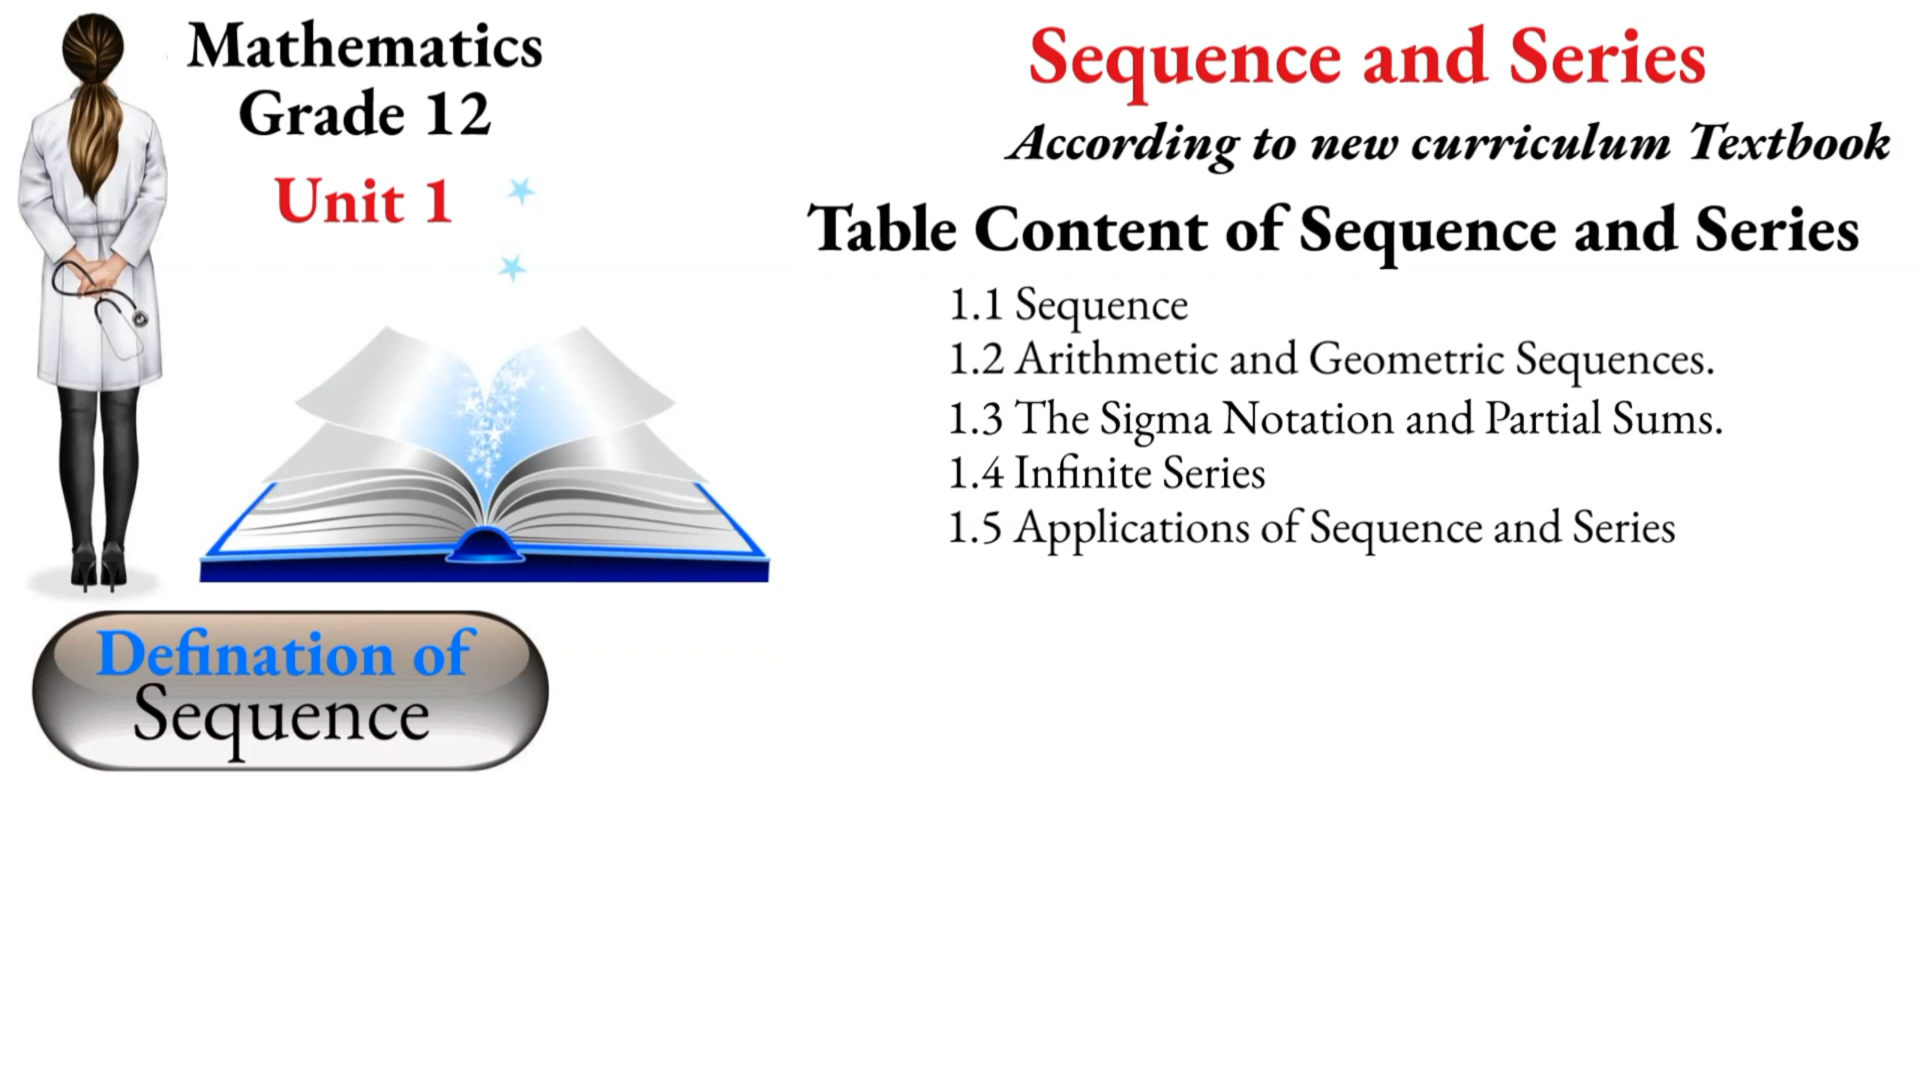 Mathematics
Grade 12
Unit 1
Sequence and Series
According to new curriculum Textbook
Table Content of Sequence and Series
1.1 Sequence
1.2 Arithmetic and Geometric Sequences.
1.3 The Sigma Notation and Partial Sums.
1.4 Infinite Series
1.5 Applications of Sequence and Series
Defination of
Sequence